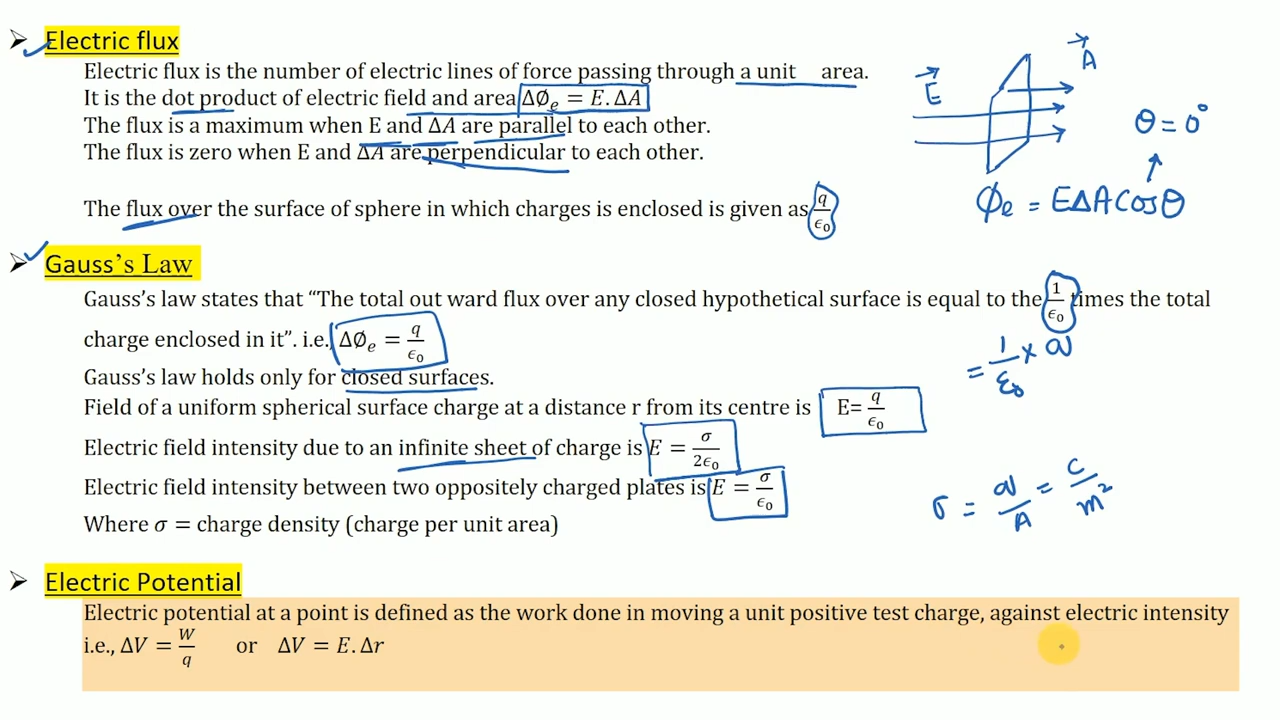 ➢ Electric flux
Electric flux is the number of electric lines of force passing through a unit area.
It is the dot product of electric field and area ΔØₑ = E. ΔA
The flux is a maximum when E and ΔA are parallel to each other.
The flux is zero when E and ΔA are perpendicular to each other.
E⃗
A⃗
θ = 0°
ϕₑ = EΔA Cosθ
The flux over the surface of sphere in which charges is enclosed is given as q/ϵ₀
➢ Gauss's Law
Gauss's law states that “The total out ward flux over any closed hypothetical surface is equal to the 1/ϵ₀ times the total
charge enclosed in it”. i.e., ΔØₑ = q/ϵ₀
= 1/ε₀ × q
Gauss's law holds only for closed surfaces.
Field of a uniform spherical surface charge at a distance r from its centre is E= q/ϵ₀
Electric field intensity due to an infinite sheet of charge is E = σ/2ϵ₀
Electric field intensity between two oppositely charged plates is E = σ/ϵ₀
σ = q/A = C/m²
Where σ = charge density (charge per unit area)
➢ Electric Potential
Electric potential at a point is defined as the work done in moving a unit positive test charge, against electric intensity
i.e., ΔV = W/q or ΔV = E. Δr